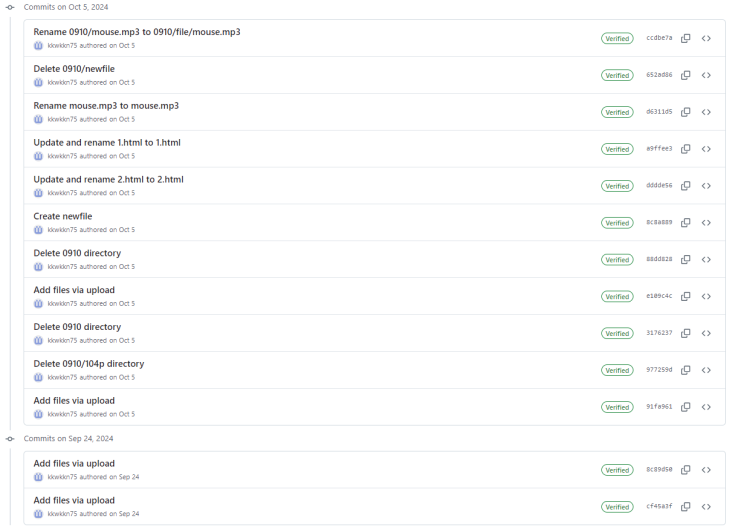 Commits on Oct 5, 2024
Rename 0910/mouse.mp3 to 0910/file/mouse.mp3
kkwkkn75 authored on Oct 5
Verified
ccdbe7a
Delete 0910/newfile
kkwkkn75 authored on Oct 5
Verified
652ad86
Rename mouse.mp3 to mouse.mp3
kkwkkn75 authored on Oct 5
Verified
d6311d5
Update and rename 1.html to 1.html
kkwkkn75 authored on Oct 5
Verified
a9ffee3
Update and rename 2.html to 2.html
kkwkkn75 authored on Oct 5
Verified
dddde56
Create newfile
kkwkkn75 authored on Oct 5
Verified
8c8a889
Delete 0910 directory
kkwkkn75 authored on Oct 5
Verified
88dd828
Add files via upload
kkwkkn75 authored on Oct 5
Verified
e109c4c
Delete 0910 directory
kkwkkn75 authored on Oct 5
Verified
3176237
Delete 0910/104p directory
kkwkkn75 authored on Oct 5
Verified
977259d
Add files via upload
kkwkkn75 authored on Oct 5
Verified
91fa961
Commits on Sep 24, 2024
Add files via upload
kkwkkn75 authored on Sep 24
Verified
8c89d50
Add files via upload
kkwkkn75 authored on Sep 24
Verified
cf45a3f